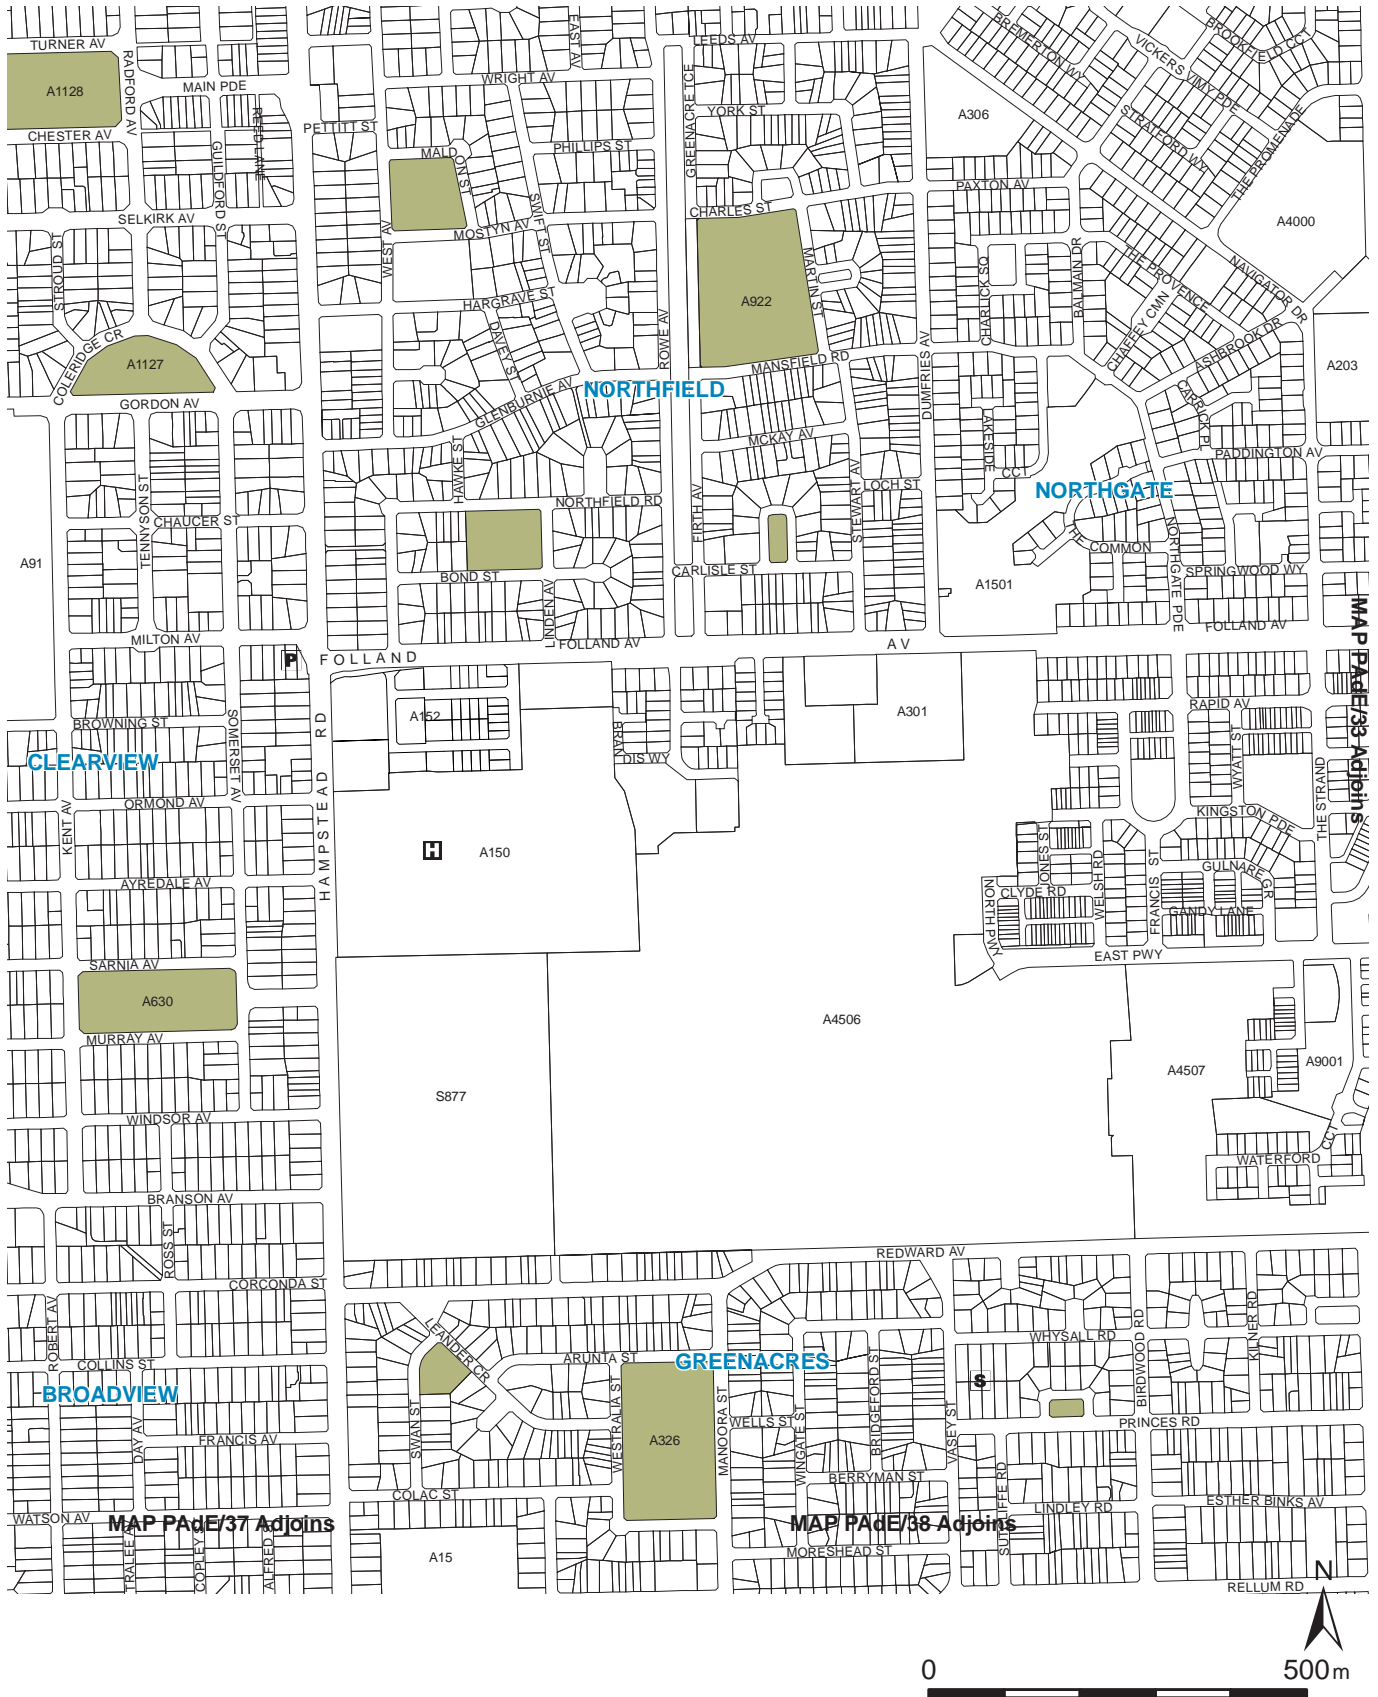 TURNER AV
RADFORD AV
MAIN PDE
A1128
CHESTER AV
REED LANE
GUILDFORD ST
SELKIRK AV
STROUD ST
COLERIDGE CR
A1127
GORDON AV
TENNYSON ST
CHAUCER ST
A91
MILTON AV
P
BROWNING ST
SOMERSET AV
CLEARVIEW
ORMOND AV
KENT AV
AYREDALE AV
SARNIA AV
A630
MURRAY AV
WINDSOR AV
BRANSON AV
ROSS ST
CORCONDA ST
ROBERT AV
COLLINS ST
BROADVIEW
DAY AV
FRANCIS AV
WATSON AV
MAP PAdE/37 Adjoins
EAST AV
WRIGHT AV
PETTITT ST
MALDON ST
PHILLIPS ST
SWIFT ST
WEST AV
MOSTYN AV
HARGRAVE ST
DAVEY ST
ROWE AV
GLENBURNIE AV
NORTHFIELD
HAWKE ST
NORTHFIELD RD
BOND ST
LINDEN AV
FOLLAND AV
FOLLAND AV
HAMPSTEAD RD
A152
BRANDIS WY
H
A150
S877
LEEDS AV
GREENACRE TCE
YORK ST
CHARLES ST
MARTIN ST
A922
MANSFIELD RD
MCKAY AV
STEWART AV
LOCH ST
FIRTH AV
CARLISLE ST
DUMFRIES AV
A301
BREMERTON WY
VICKERS VIMY PDE
BROOKFIELD CCT
A306
STRATFORD WY
THE PROMENADE
PAXTON AV
A4000
BALMAIN DR
CHARLICK SQ
THE PROVENCE
NAVIGATOR DR
CHAFFEY CMN
ASHBROOK DR
A203
CARRICK PL
LAKESIDE CCT
PADDINGTON AV
NORTHGATE
THE COMMON
NORTHGATE PDE
SPRINGWOOD WY
A1501
FOLLAND AV
MAP PAdE/33 Adjoins
RAPID AV
WYATT ST
THE STRAND
KINGSTON PDE
JONES ST
WELSH RD
FRANCIS ST
GULNARE GR
CLYDE RD
NORTH PWY
GANDY LANE
EAST PWY
A4506
A4507
A9001
WATERFORD CCT
REDWARD AV
LEANDER CR
ARUNTA ST
GREENACRES
SWAN ST
WESTRALIA ST
A326
MANOORA ST
WELLS ST
WINGATE ST
BRIDGEFORD ST
VASEY ST
BERRYMAN ST
COLAC ST
WHYSALL RD
BIRDWOOD RD
KILNER RD
S
PRINCES RD
SUTCLIFFE RD
LINDLEY RD
ESTHER BINKS AV
MAP PAdE/38 Adjoins
MORESHEAD ST
A15
RELLUM RD
N
0 500m